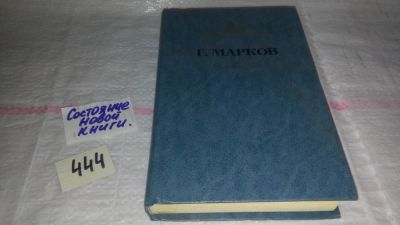 Г. МАРКОВ
Состояние
новой
книги.
444